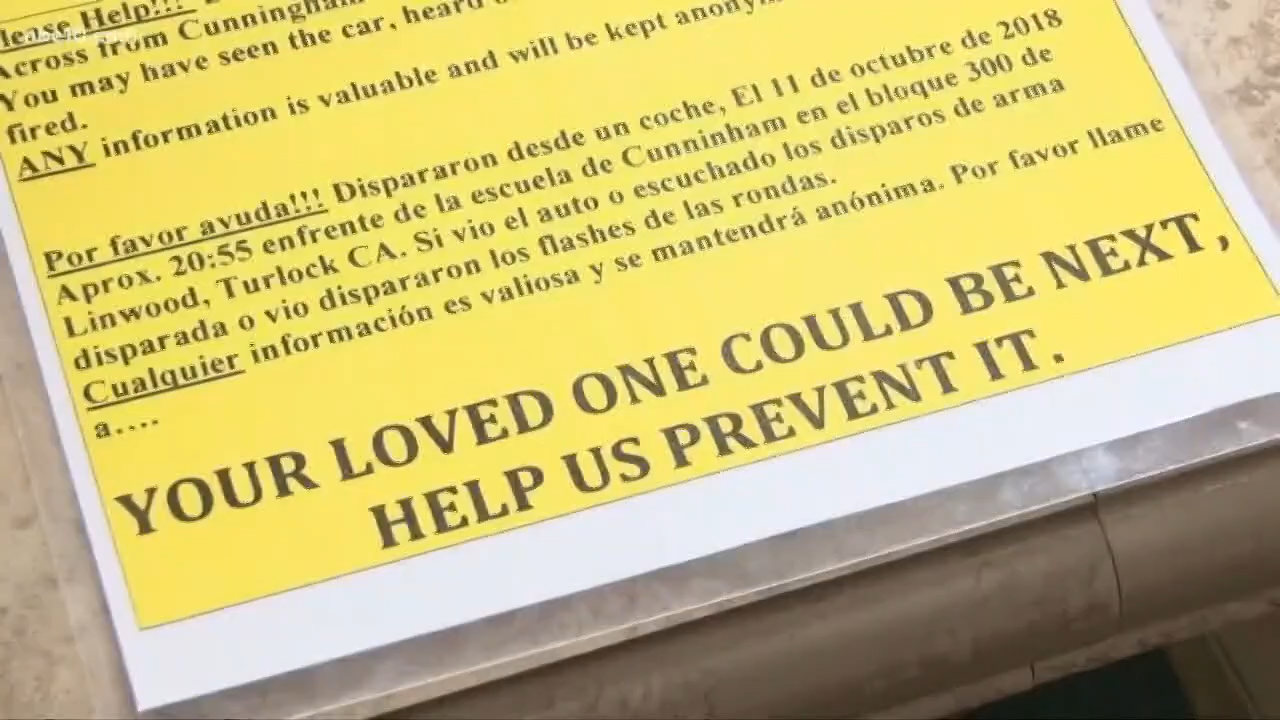 Please Help!!!
Across from Cunningham
You may have seen the car, heard
fired.
ANY information is valuable and will be kept
Por favor ayuda!!! Dispararon desde un coche, El 11 de octubre de 2018
Aprox. 20:55 enfrente de la escuela de Cunninham en el bloque 300 de
Linwood, Turlock CA. Si vio el auto o escuchado los disparos de arma
disparada o vio dispararon los flashes de las rondas.
Cualquier información es valiosa y se mantendrá anónima. Por favor llame
a....
YOUR LOVED ONE COULD BE NEXT,
HELP US PREVENT IT.